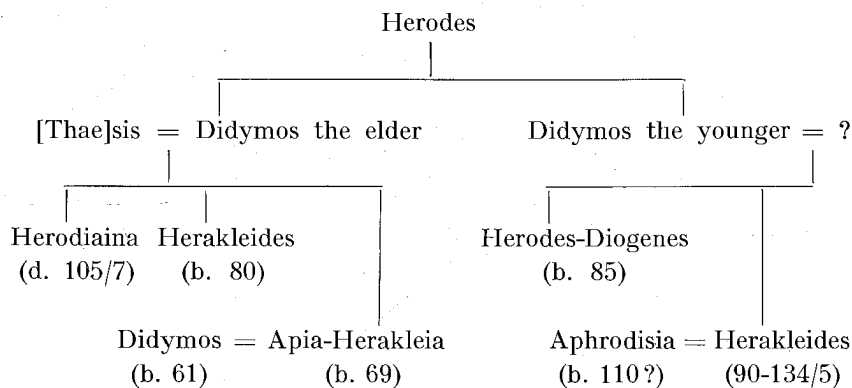 Herodes
[Thae]sis = Didymos the elder Didymos the younger = ?
Herodiaina Herakleides Herodes-Diogenes
(d. 105/7) (b. 80) (b. 85)
Didymos = Apia-Herakleia Aphrodisia = Herakleides
(b. 61) (b. 69) (b. 110?) (90-134/5)